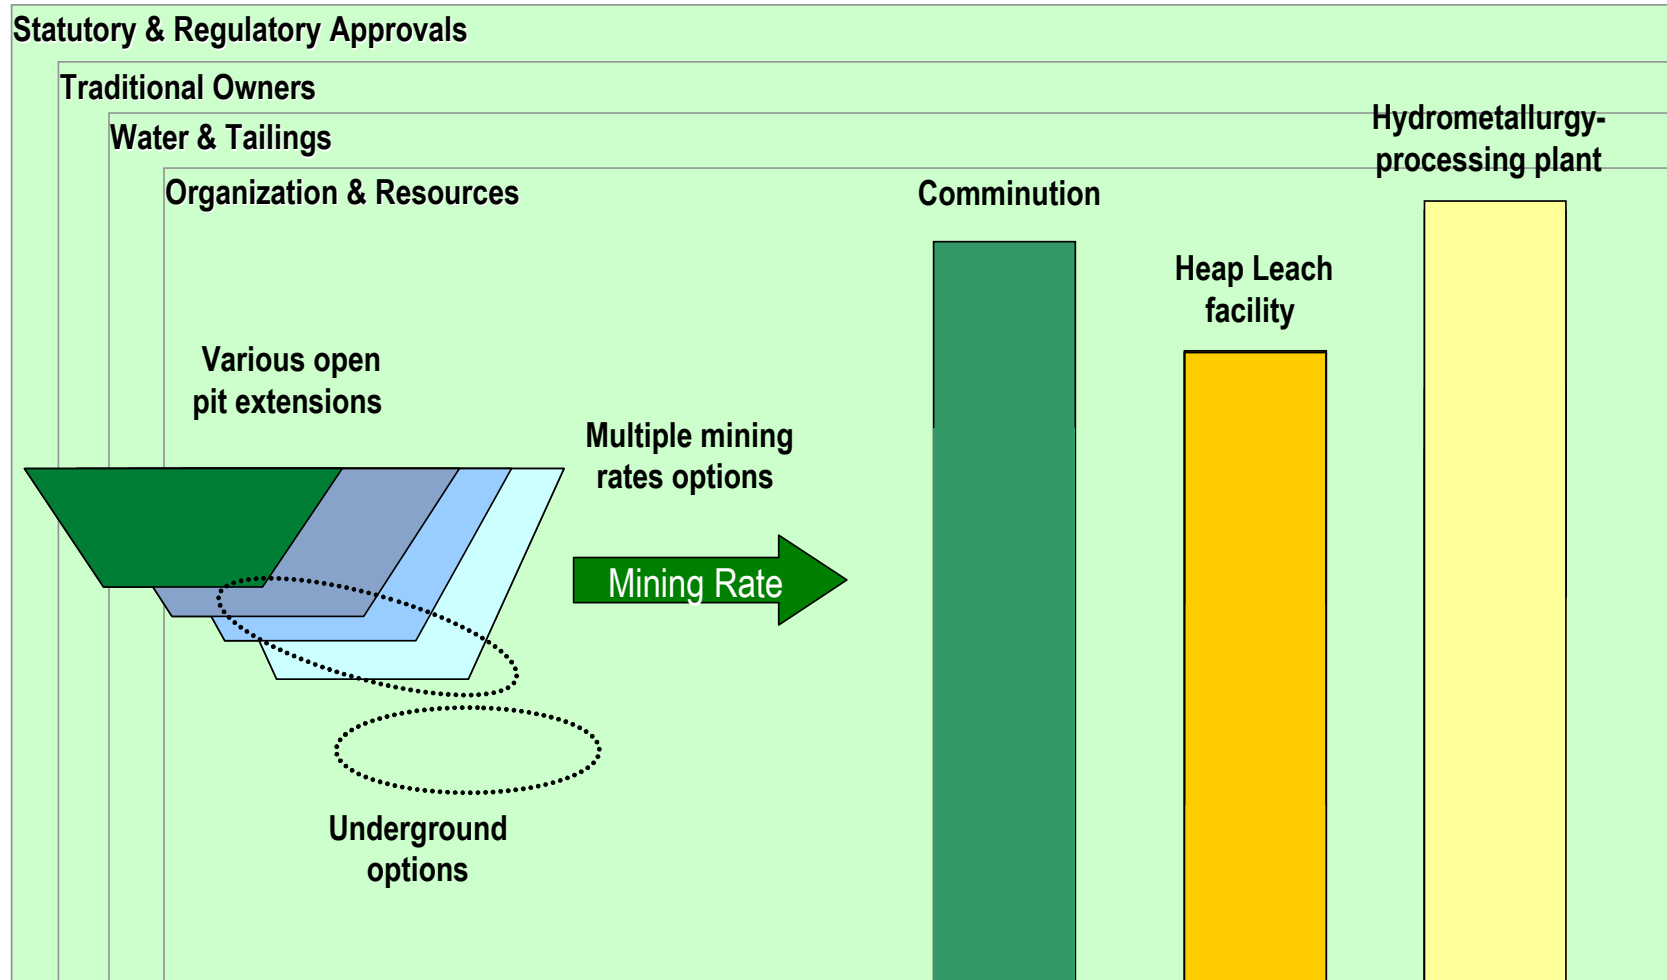 Statutory & Regulatory Approvals
Traditional Owners
Water & Tailings
Organization & Resources
Hydrometallurgy-
processing plant
Comminution
Heap Leach
facility
Various open
pit extensions
Multiple mining
rates options
Mining Rate
Underground
options